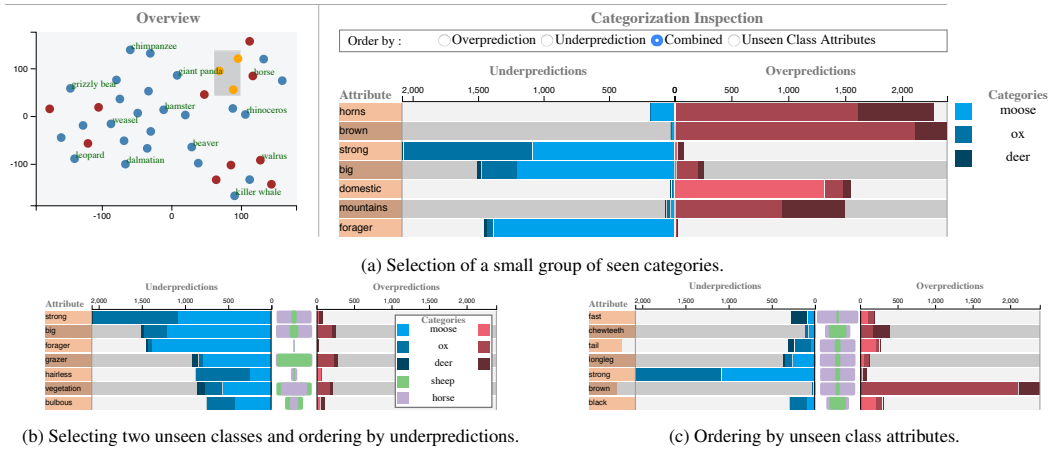 Overview
Categorization Inspection
Order by : Overprediction Underprediction Combined Unseen Class Attributes
Underpredictions Overpredictions
Attribute 2,000 1,500 1,000 500 0 500 1,000 1,500 2,000 Categories
horns
brown
strong
big
domestic
mountains
forager
moose
ox
deer
chimpanzee
giant panda
horse
grizzly bear
hamster
rhinoceros
weasel
beaver
leopard
dalmatian
walrus
killer whale
100
0
-100
-100 0 100
(a) Selection of a small group of seen categories.
Underpredictions Overpredictions
Attribute 2,000 1,500 1,000 500 0 0 500 1,000 1,500 2,000
strong
big
forager
grazer
hairless
vegetation
bulbous
Categories
moose
ox
deer
sheep
horse
(b) Selecting two unseen classes and ordering by underpredictions.
Underpredictions Overpredictions
Attribute 2,000 1,500 1,000 500 0 0 500 1,000 1,500 2,000
fast
chewteeth
tail
longleg
strong
brown
black
(c) Ordering by unseen class attributes.